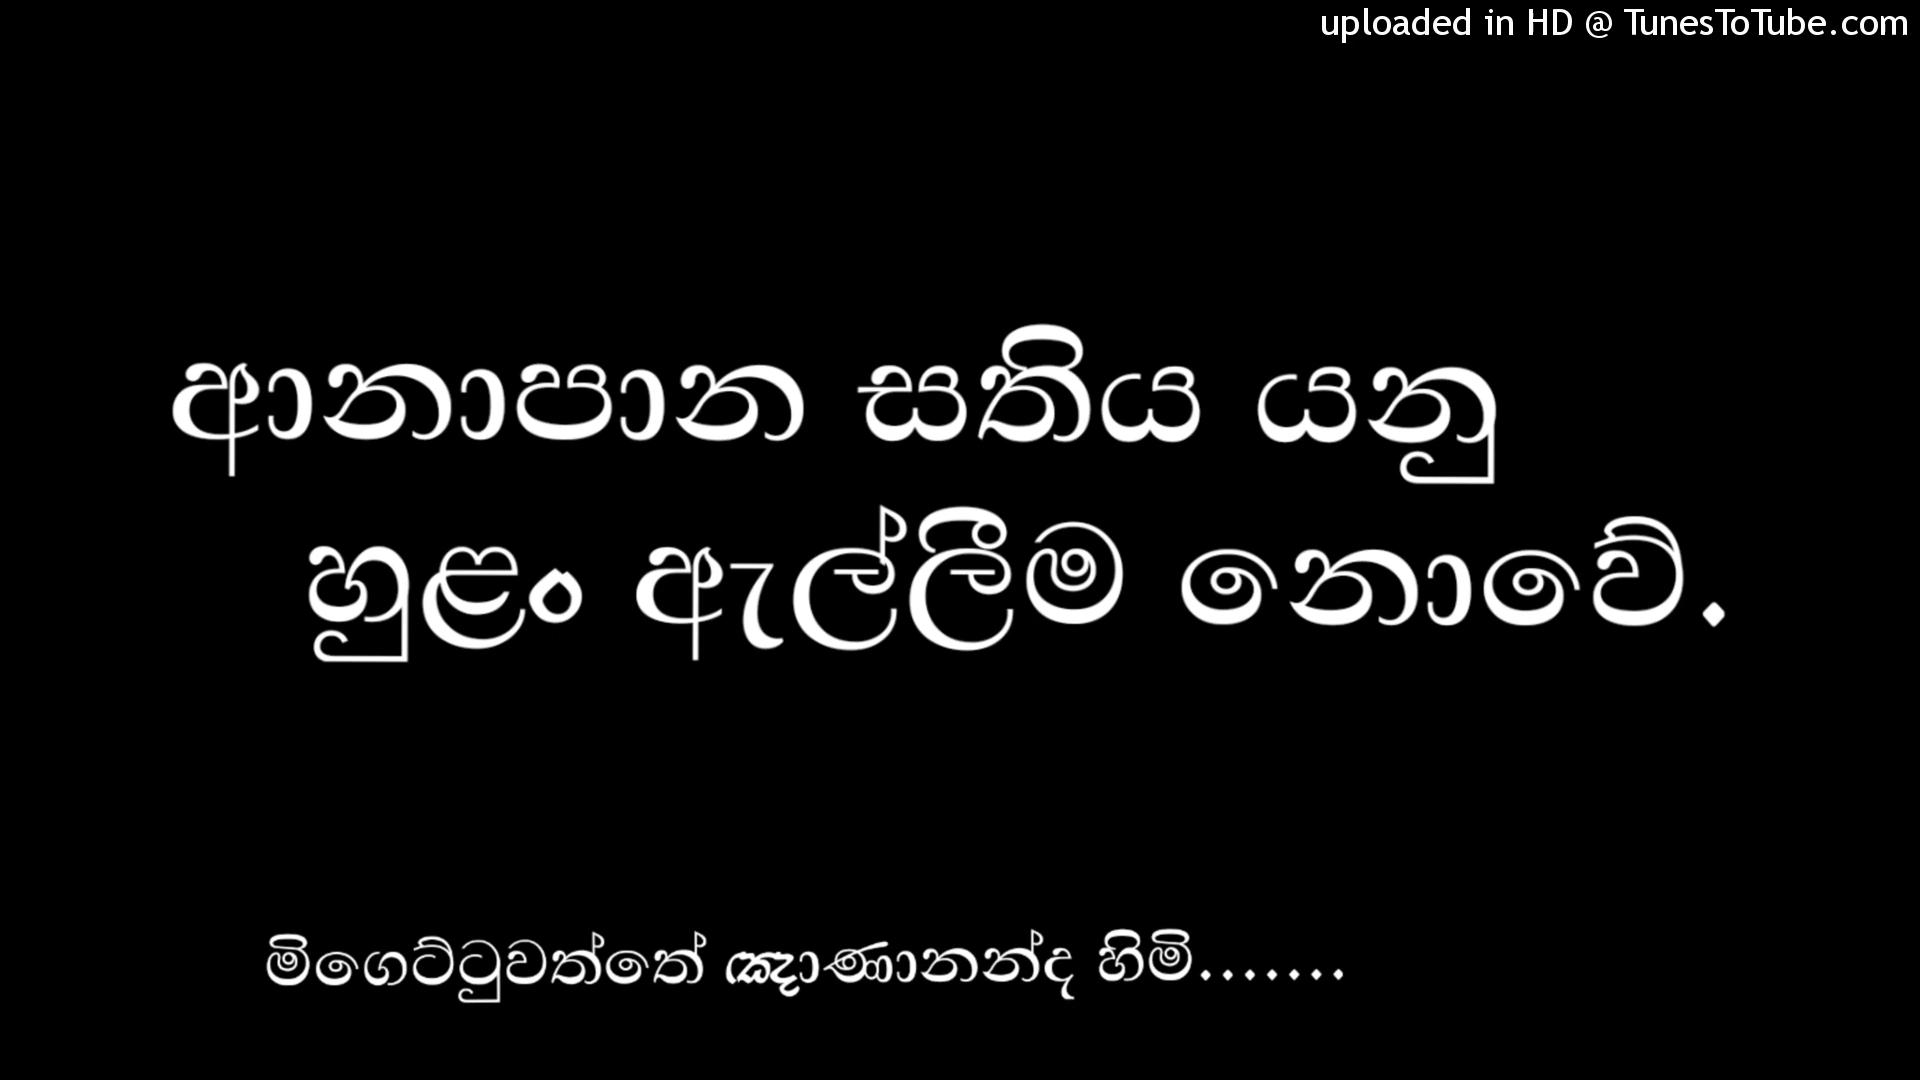 uploaded in HD @ TunesToTube.com
ආනාපාන සතිය යනු
හුළං ඇල්ලීම නොවේ.
මිගෙට්ටුවත්තේ ඤාණානන්ද හිමි.......